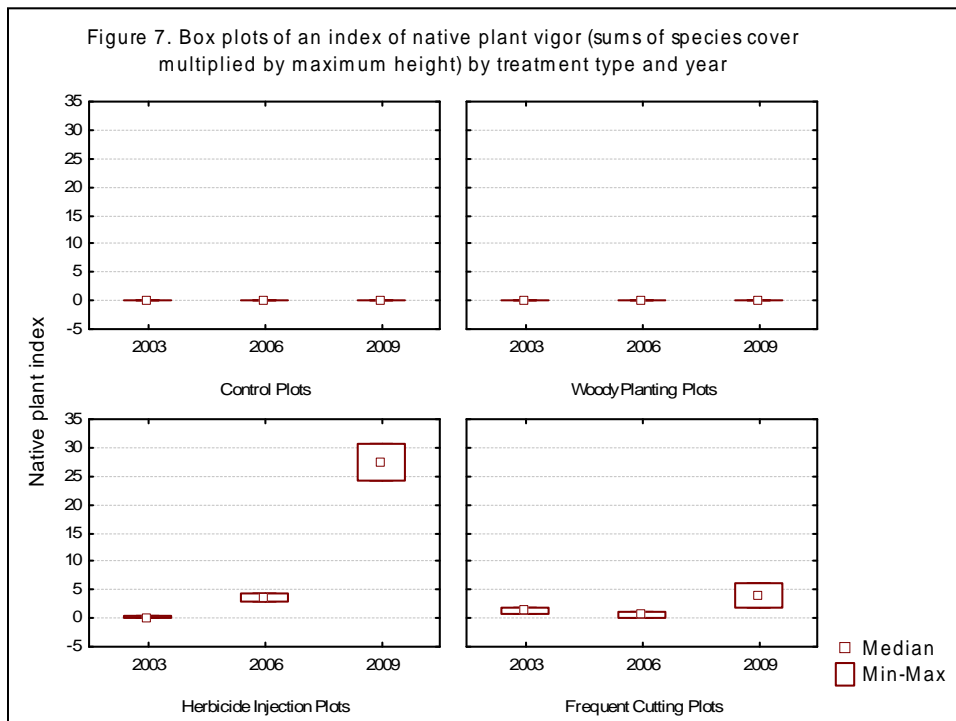 Figure 7. Box plots of an index of native plant vigor (sums of species cover
multiplied by maximum height) by treatment type and year
Native plant index
35
30
25
20
15
10
5
0
-5
2003 2006 2009
Control Plots
2003 2006 2009
Woody Planting Plots
35
30
25
20
15
10
5
0
-5
2003 2006 2009
Herbicide Injection Plots
2003 2006 2009
Frequent Cutting Plots
Median
Min-Max